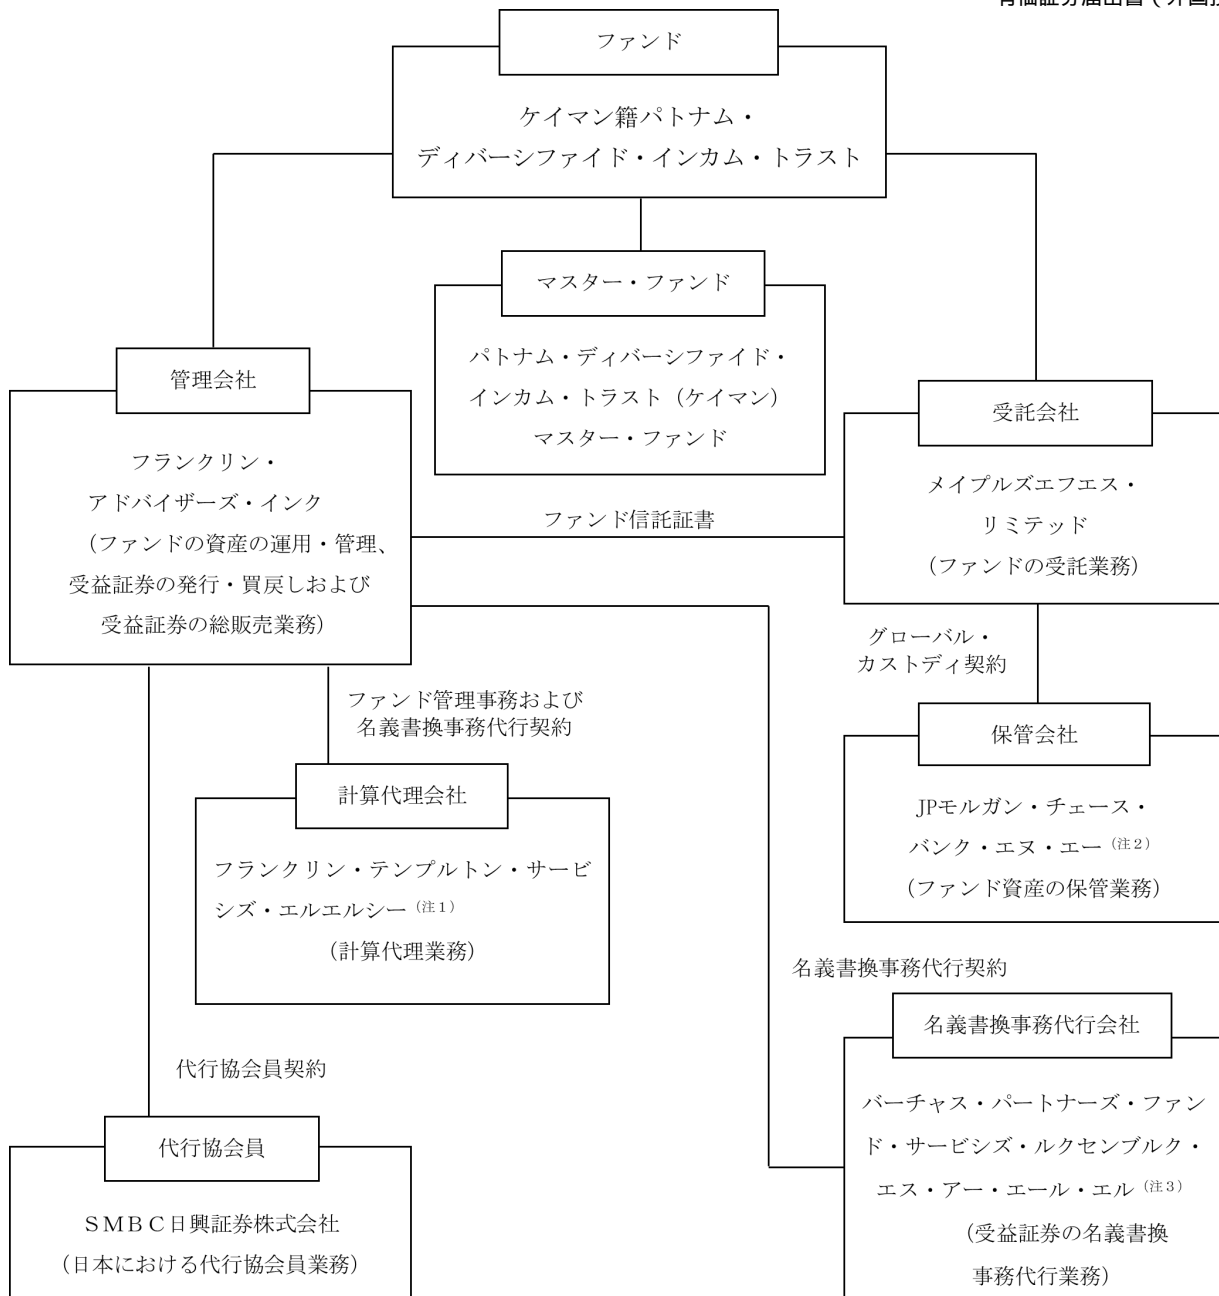 ファンド
ケイマン籍パトナム・
ディバーシファイド・インカム・トラスト
マスター・ファンド
パトナム・ディバーシファイド・
インカム・トラスト（ケイマン）
マスター・ファンド
管理会社
フランクリン・
アドバイザーズ・インク
（ファンドの資産の運用・管理、
受益証券の発行・買戻しおよび
受益証券の総販売業務）
受託会社
メイプルズエフエス・
リミテッド
（ファンドの受託業務）
ファンド信託証書
グローバル・
カストディ契約
ファンド管理事務および
名義書換事務代行契約
保管会社
JPモルガン・チェース・
バンク・エヌ・エー（注２）
（ファンド資産の保管業務）
計算代理会社
フランクリン・テンプルトン・サービ
シズ・エルエルシー（注１）
（計算代理業務）
名義書換事務代行契約
名義書換事務代行会社
バーチャス・パートナーズ・ファン
ド・サービシズ・ルクセンブルク・
エス・アー・エール・エル（注３）
（受益証券の名義書換
事務代行業務）
代行協会員契約
代行協会員
ＳＭＢＣ日興証券株式会社
（日本における代行協会員業務）